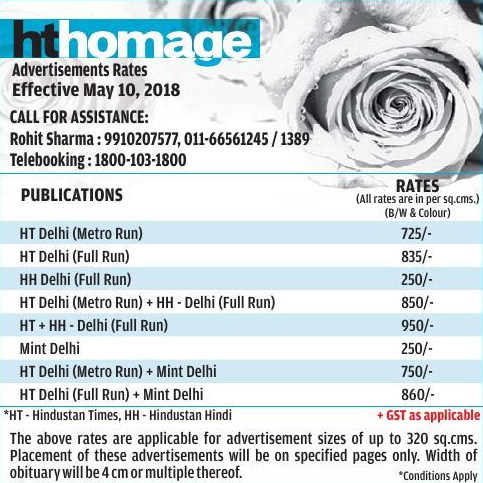 hthomage
Advertisements Rates
Effective May 10, 2018
CALL FOR ASSISTANCE:
Rohit Sharma : 9910207577, 011-66561245 / 1389
Telebooking : 1800-103-1800
PUBLICATIONS RATES
(All rates are in per sq.cms.)
(B/W & Colour)
HT Delhi (Metro Run) 725/-
HT Delhi (Full Run) 835/-
HH Delhi (Full Run) 250/-
HT Delhi (Metro Run) + HH - Delhi (Full Run) 850/-
HT + HH - Delhi (Full Run) 950/-
Mint Delhi 250/-
HT Delhi (Metro Run) + Mint Delhi 750/-
HT Delhi (Full Run) + Mint Delhi 860/-
*HT - Hindustan Times, HH - Hindustan Hindi + GST as applicable
The above rates are applicable for advertisement sizes of up to 320 sq.cms.
Placement of these advertisements will be on specified pages only. Width of
obituary will be 4 cm or multiple thereof. *Conditions Apply